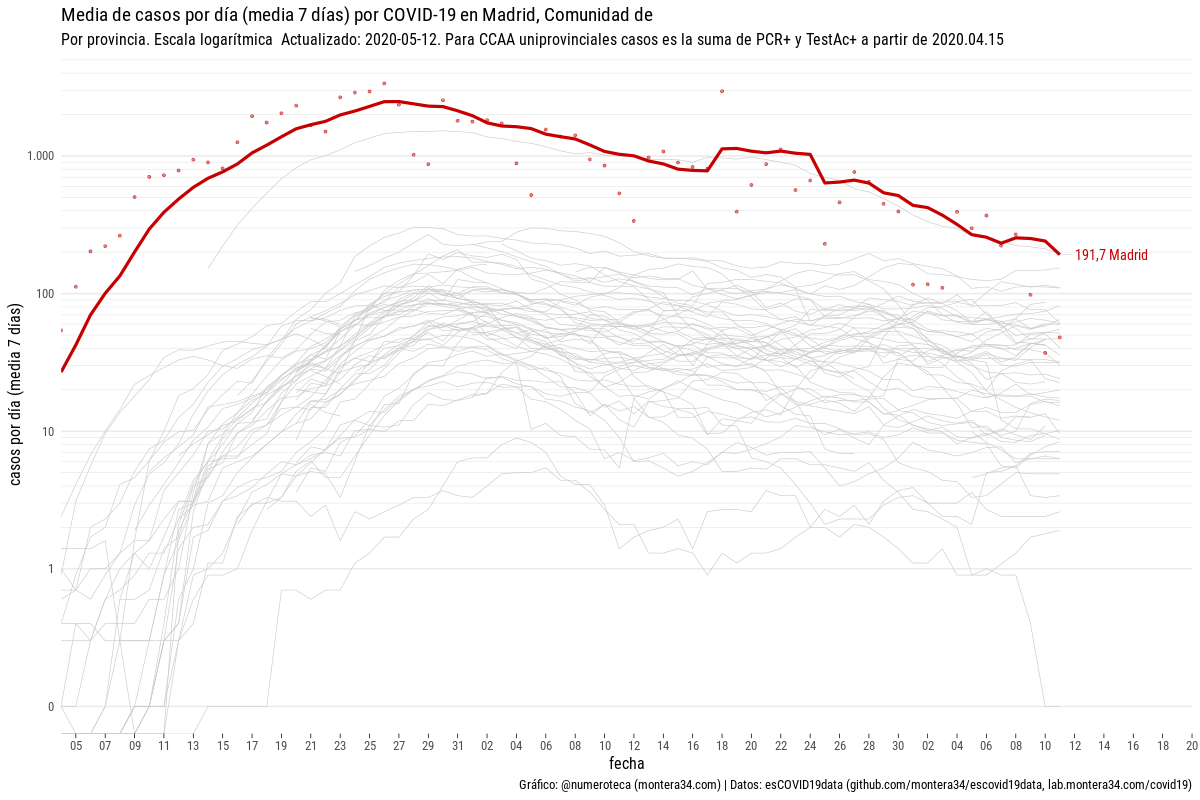 Media de casos por día (media 7 días) por COVID-19 en Madrid, Comunidad de
Por provincia. Escala logarítmica  Actualizado: 2020-05-12. Para CCAA uniprovinciales casos es la suma de PCR+ y TestAc+ a partir de 2020.04.15
casos por día (media 7 días)
1.000
100
10
1
0
191,7 Madrid
05 07 09 11 13 15 17 19 21 23 25 27 29 31 02 04 06 08 10 12 14 16 18 20 22 24 26 28 30 02 04 06 08 10 12 14 16 18 20
fecha
Gráfico: @numeroteca (montera34.com) | Datos: esCOVID19data (github.com/montera34/escovid19data, lab.montera34.com/covid19)